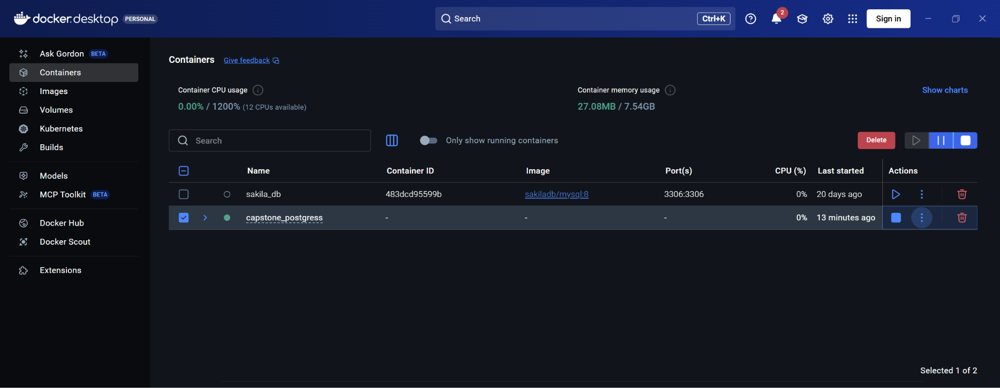 docker.desktop PERSONAL
Search Ctrl+K
2
Sign in
Ask Gordon BETA
Containers
Images
Volumes
Kubernetes
Builds
Models
MCP Toolkit BETA
Docker Hub
Docker Scout
Extensions
Containers Give feedback
Container CPU usage
0.00% / 1200% (12 CPUs available)
Container memory usage
27.08MB / 7.54GB
Show charts
Search
Only show running containers
Delete
Name Container ID Image Port(s) CPU (%) Last started Actions
sakila_db 483dcd95599b sakiladb/mysql:8 3306:3306 0% 20 days ago
capstone_postgress - - - 0% 13 minutes ago
Selected 1 of 2